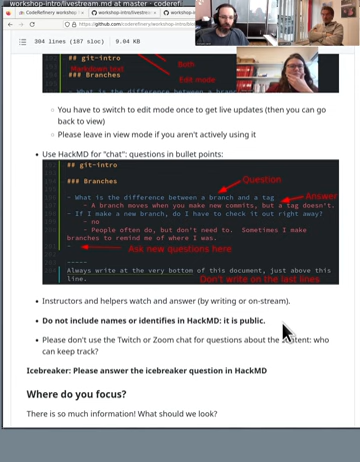 workshop-intro/livestream.md at master · coderefi
CodeRefinery workshop
github.com/coderefinery/
304 lines (187 sloc)
9.04 KB
Both
## git-intro
Edit mode
### Branches
You have to switch to edit mode once to get live updates (then you can go
back to view)
Please leave in view mode if you aren't actively using it
Use HackMD for "chat": questions in bullet points:
## git-intro
Question
### Branches
- What is the difference between a branch and a tag
Answer
- A branch moves when you make new commits, but a tag doesn't.
- If I make a new branch, do I have to check it out right away?
- no
- People often do, but don't need to. Sometimes I make
branches to remind me of where I was.
-
Ask new questions here
-----
Always write at the very bottom of this document, just above this
line.
Don't write on the last lines
Instructors and helpers watch and answer (by writing or on-stream).
Do not include names or identifies in HackMD: it is public.
Please don't use the Twitch or Zoom chat for questions about the content: who
can keep track?
Icebreaker: Please answer the icebreaker question in HackMD
Where do you focus?
There is so much information! What should we look?